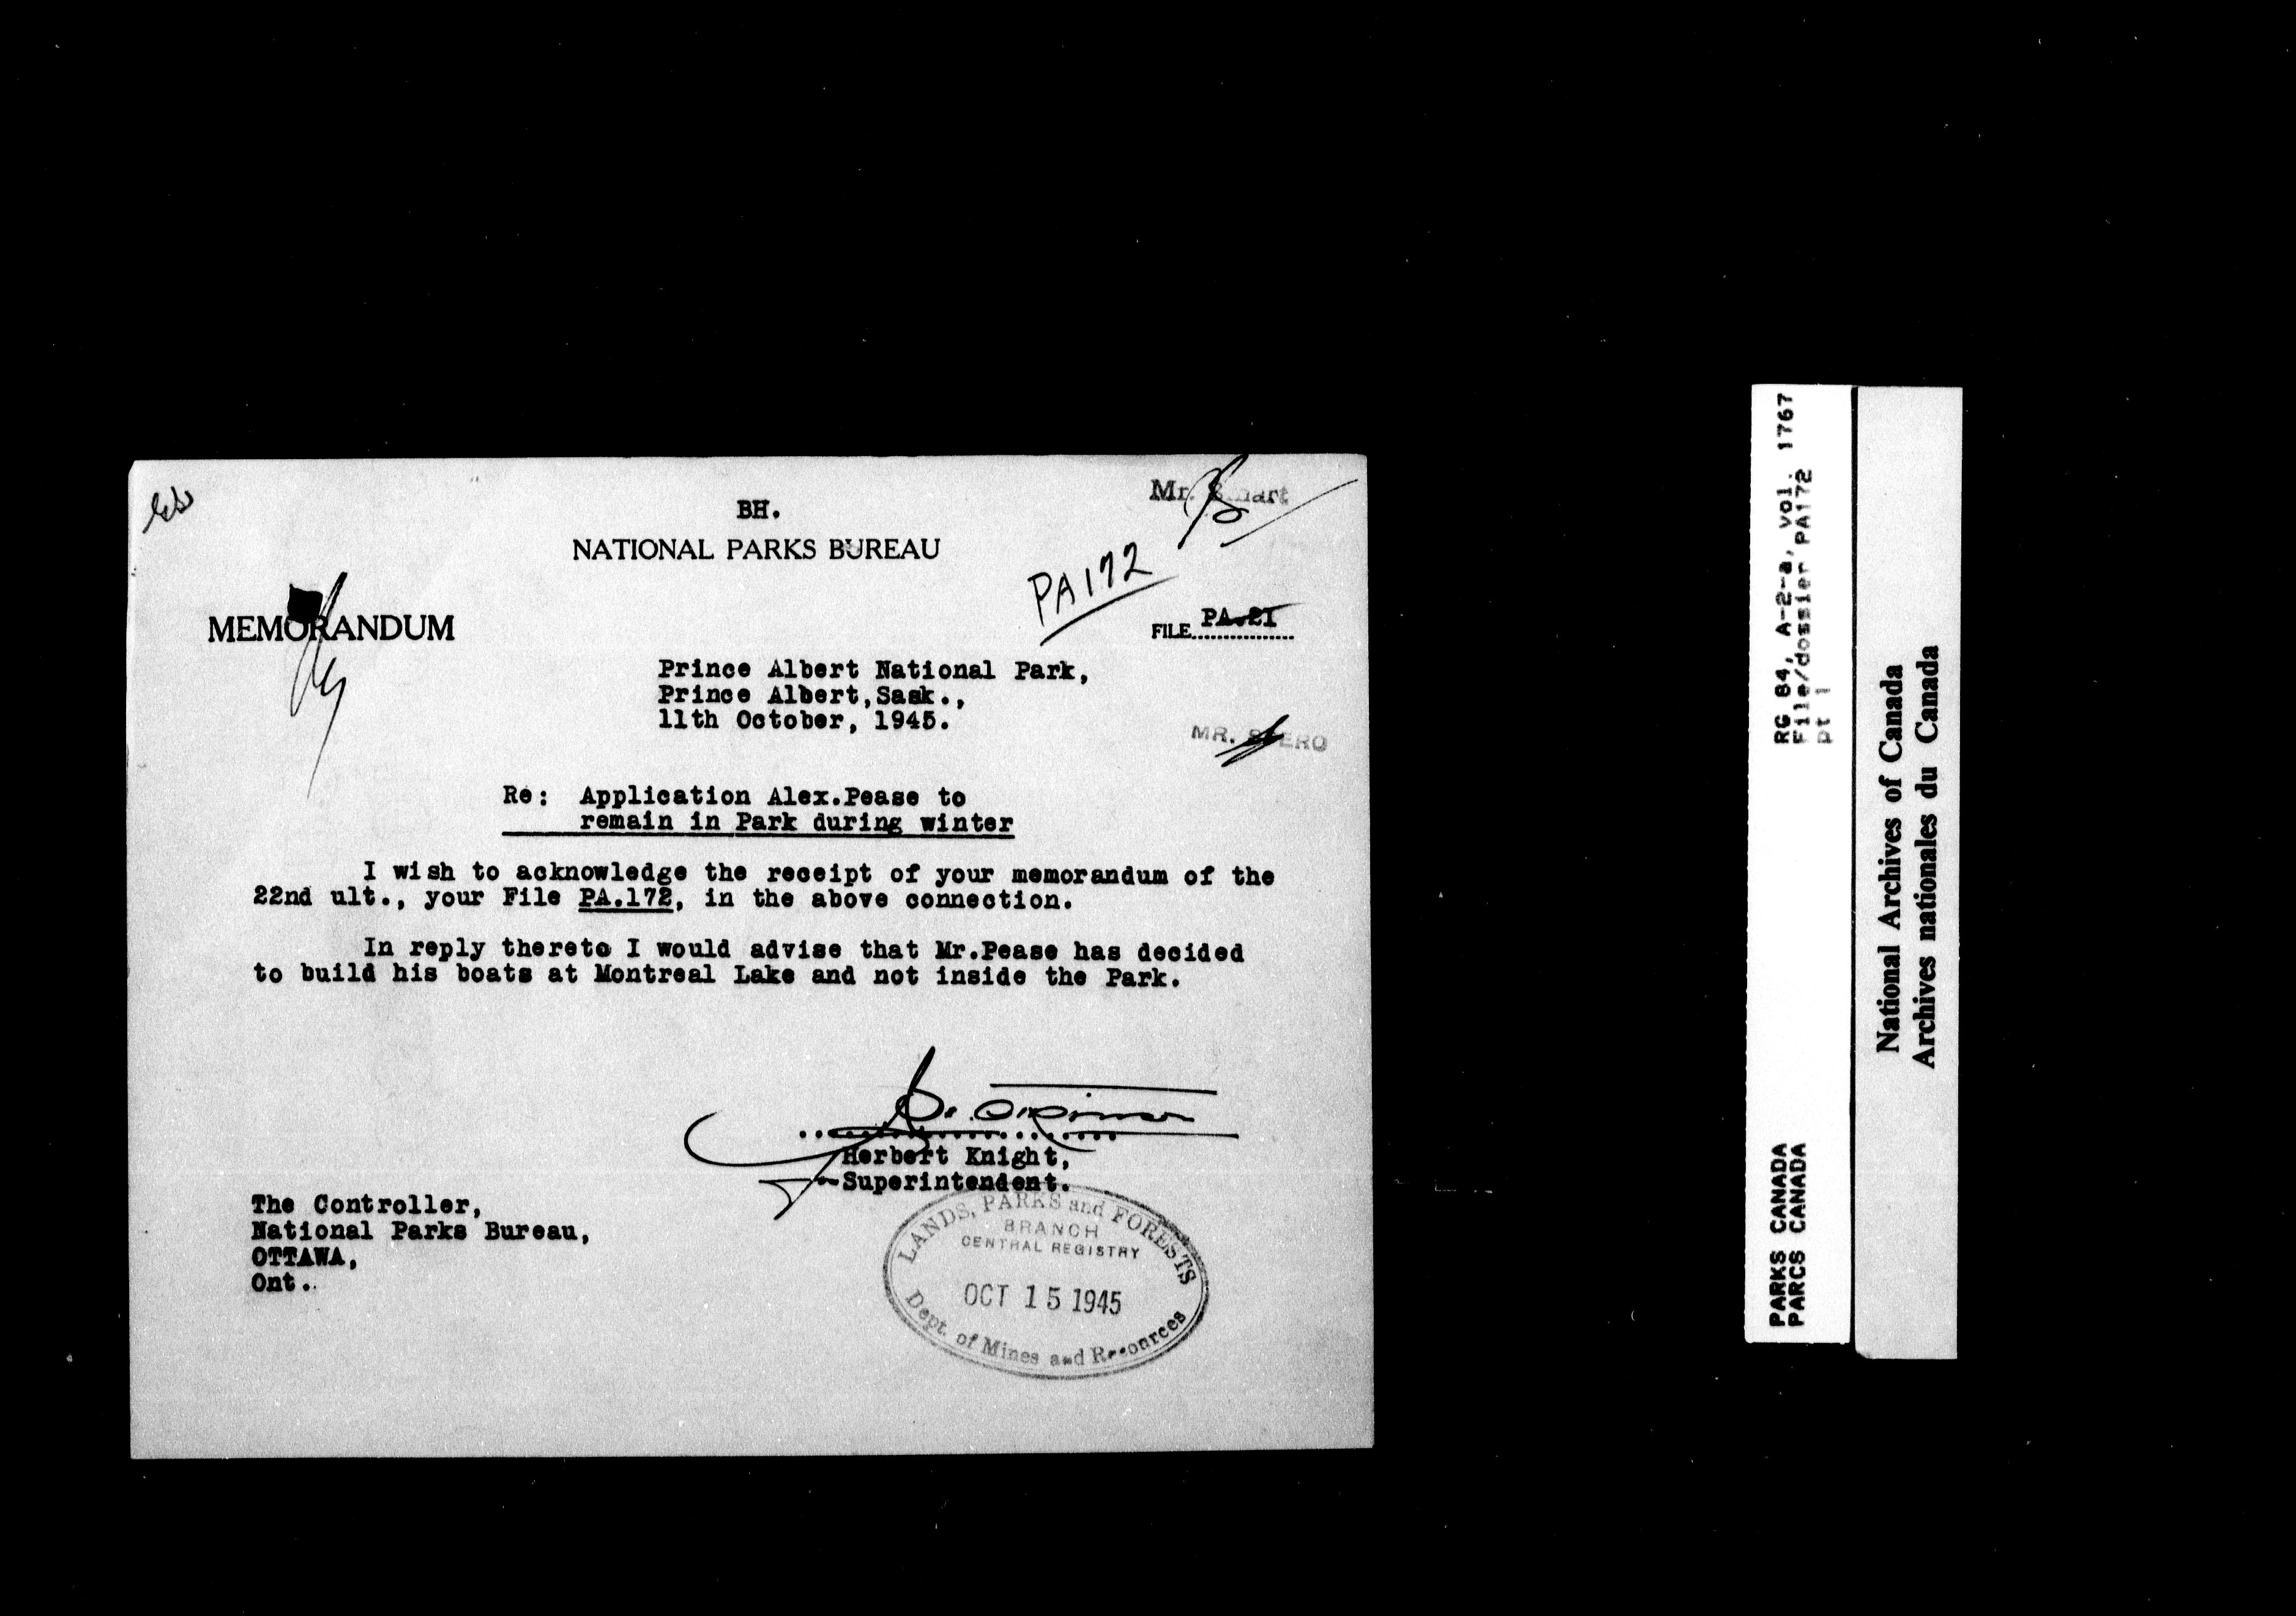 BH.
Mr. Smart
NATIONAL PARKS BUREAU
PA172
MEMORANDUM
FILE PA.21
Prince Albert National Park,
Prince Albert,Sask.,
11th October, 1945.
MR. SPERO
Re: Application Alex.Pease to
remain in Park during winter
I wish to acknowledge the receipt of your memorandum of the
22nd ult., your File PA.172, in the above connection.
In reply thereto I would advise that Mr.Pease has decided
to build his boats at Montreal Lake and not inside the Park.
Herbert Knight,
Superintendent.
The Controller,
National Parks Bureau,
OTTAWA,
Ont.
LANDS, PARKS and FORESTS
BRANCH
CENTRAL REGISTRY
OCT 15 1945
Dept. of Mines and Resources
RG 84, A-2-a, vol. 1767
File/dossier PA172
pt 1
PARKS CANADA
PARCS CANADA
National Archives of Canada
Archives nationales du Canada